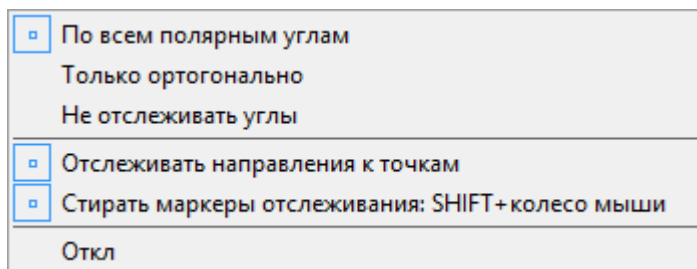 По всем полярным углам
Только ортогонально
Не отслеживать углы
Отслеживать направления к точкам
Стирать маркеры отслеживания: SHIFT+колесо мыши
Откл